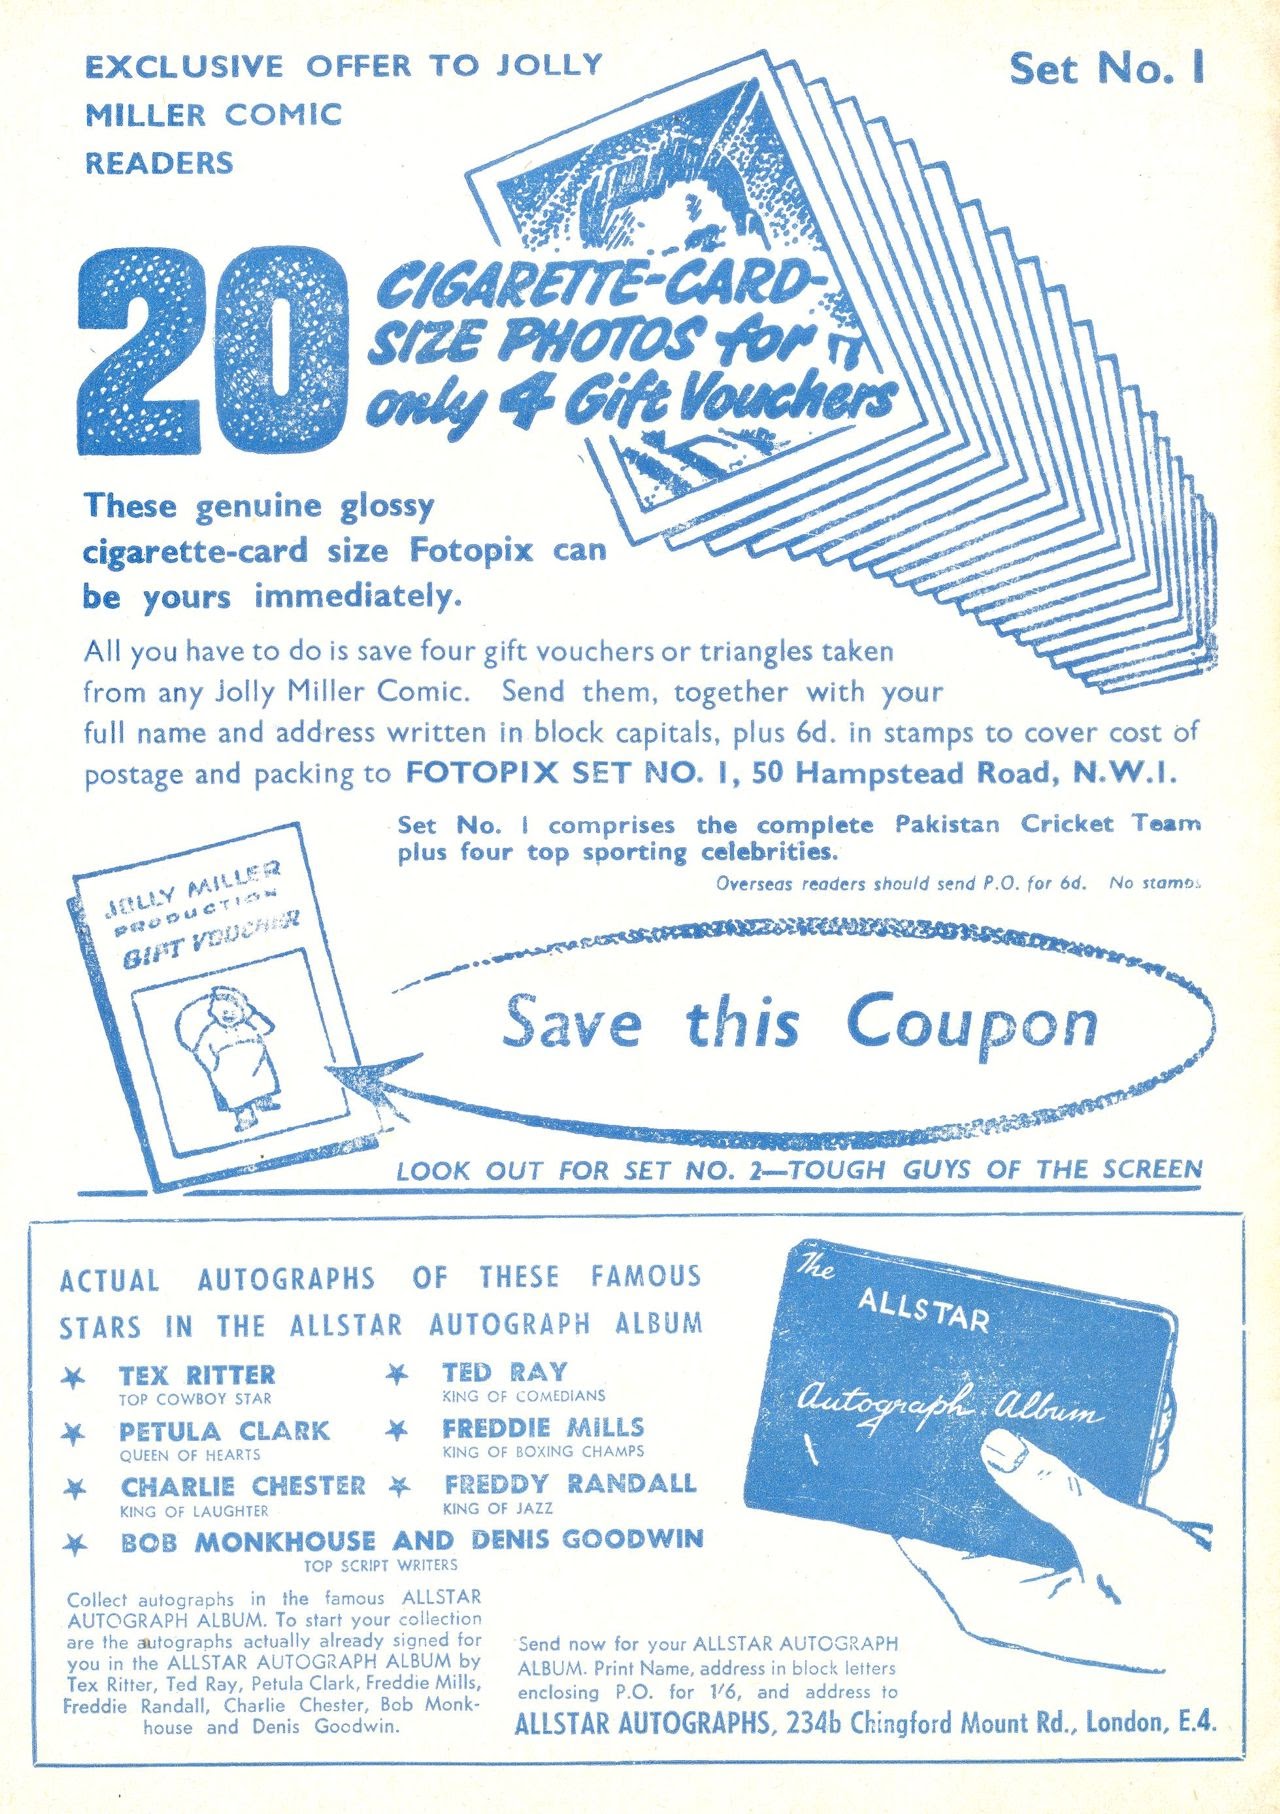 EXCLUSIVE OFFER TO JOLLY
MILLER COMIC
READERS
Set No. 1
20
CIGARETTE-CARD-
SIZE PHOTOS for
only 4 Gift Vouchers
These genuine glossy
cigarette-card size Fotopix can
be yours immediately.
All you have to do is save four gift vouchers or triangles taken
from any Jolly Miller Comic. Send them, together with your
full name and address written in block capitals, plus 6d. in stamps to cover cost of
postage and packing to FOTOPIX SET NO. 1, 50 Hampstead Road, N.W.1.
Set No. 1 comprises the complete Pakistan Cricket Team
plus four top sporting celebrities.
Overseas readers should send P.O. for 6d. No stamps
JOLLY MILLER
PRODUCTION
GIFT VOUCHER
Save this Coupon
LOOK OUT FOR SET NO. 2—TOUGH GUYS OF THE SCREEN
ACTUAL AUTOGRAPHS OF THESE FAMOUS
STARS IN THE ALLSTAR AUTOGRAPH ALBUM
★ TEX RITTER
TOP COWBOY STAR
★ TED RAY
KING OF COMEDIANS
★ PETULA CLARK
QUEEN OF HEARTS
★ FREDDIE MILLS
KING OF BOXING CHAMPS
★ CHARLIE CHESTER
KING OF LAUGHTER
★ FREDDY RANDALL
KING OF JAZZ
★ BOB MONKHOUSE AND DENIS GOODWIN
TOP SCRIPT WRITERS
Collect autographs in the famous ALLSTAR
AUTOGRAPH ALBUM. To start your collection
are the autographs actually already signed for
you in the ALLSTAR AUTOGRAPH ALBUM by
Tex Ritter, Ted Ray, Petula Clark, Freddie Mills,
Freddie Randall, Charlie Chester, Bob Monk-
house and Denis Goodwin.
The
ALLSTAR
Autograph Album
Send now for your ALLSTAR AUTOGRAPH
ALBUM. Print Name, address in block letters
enclosing P.O. for 1/6, and address to
ALLSTAR AUTOGRAPHS, 234b Chingford Mount Rd., London, E.4.